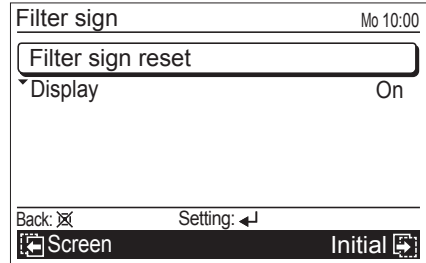 Filter sign Mo 10:00
Filter sign reset
Display On
Back: Setting:
Screen Initial